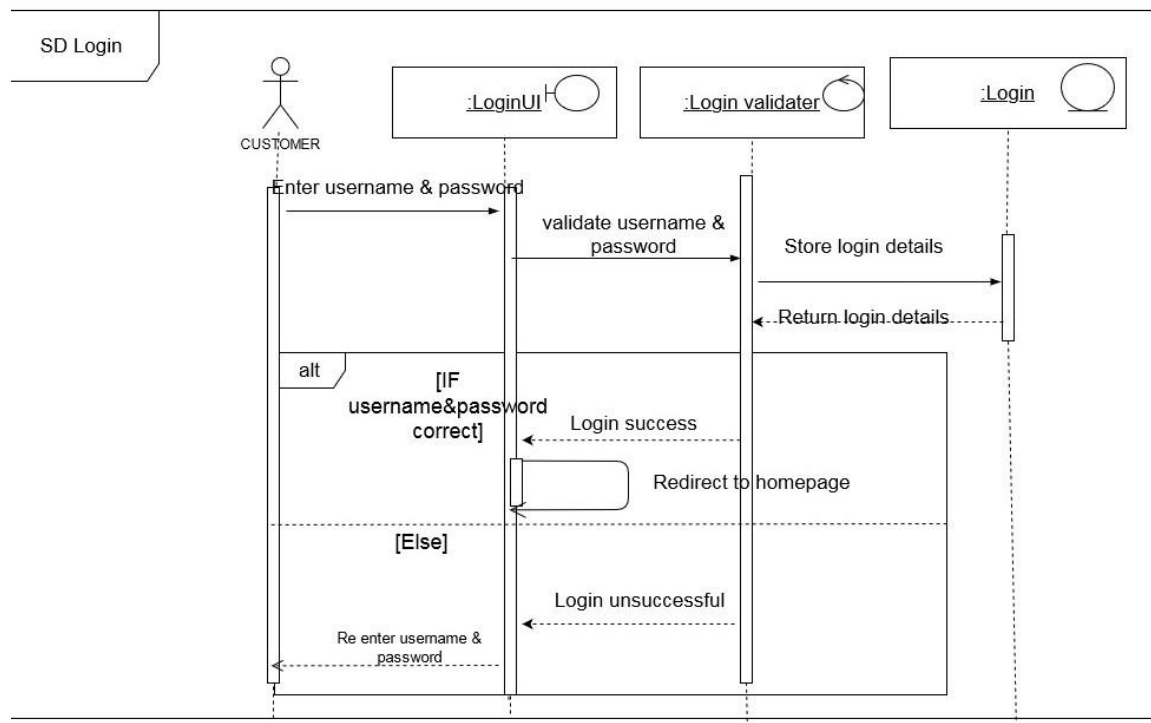 SD Login
CUSTOMER
:LoginUI
:Login validater
:Login
Enter username & password
validate username &
password
Store login details
Return login details
alt
[IF
username&password
correct]
Login success
Redirect to homepage
[Else]
Login unsuccessful
Re enter username &
password